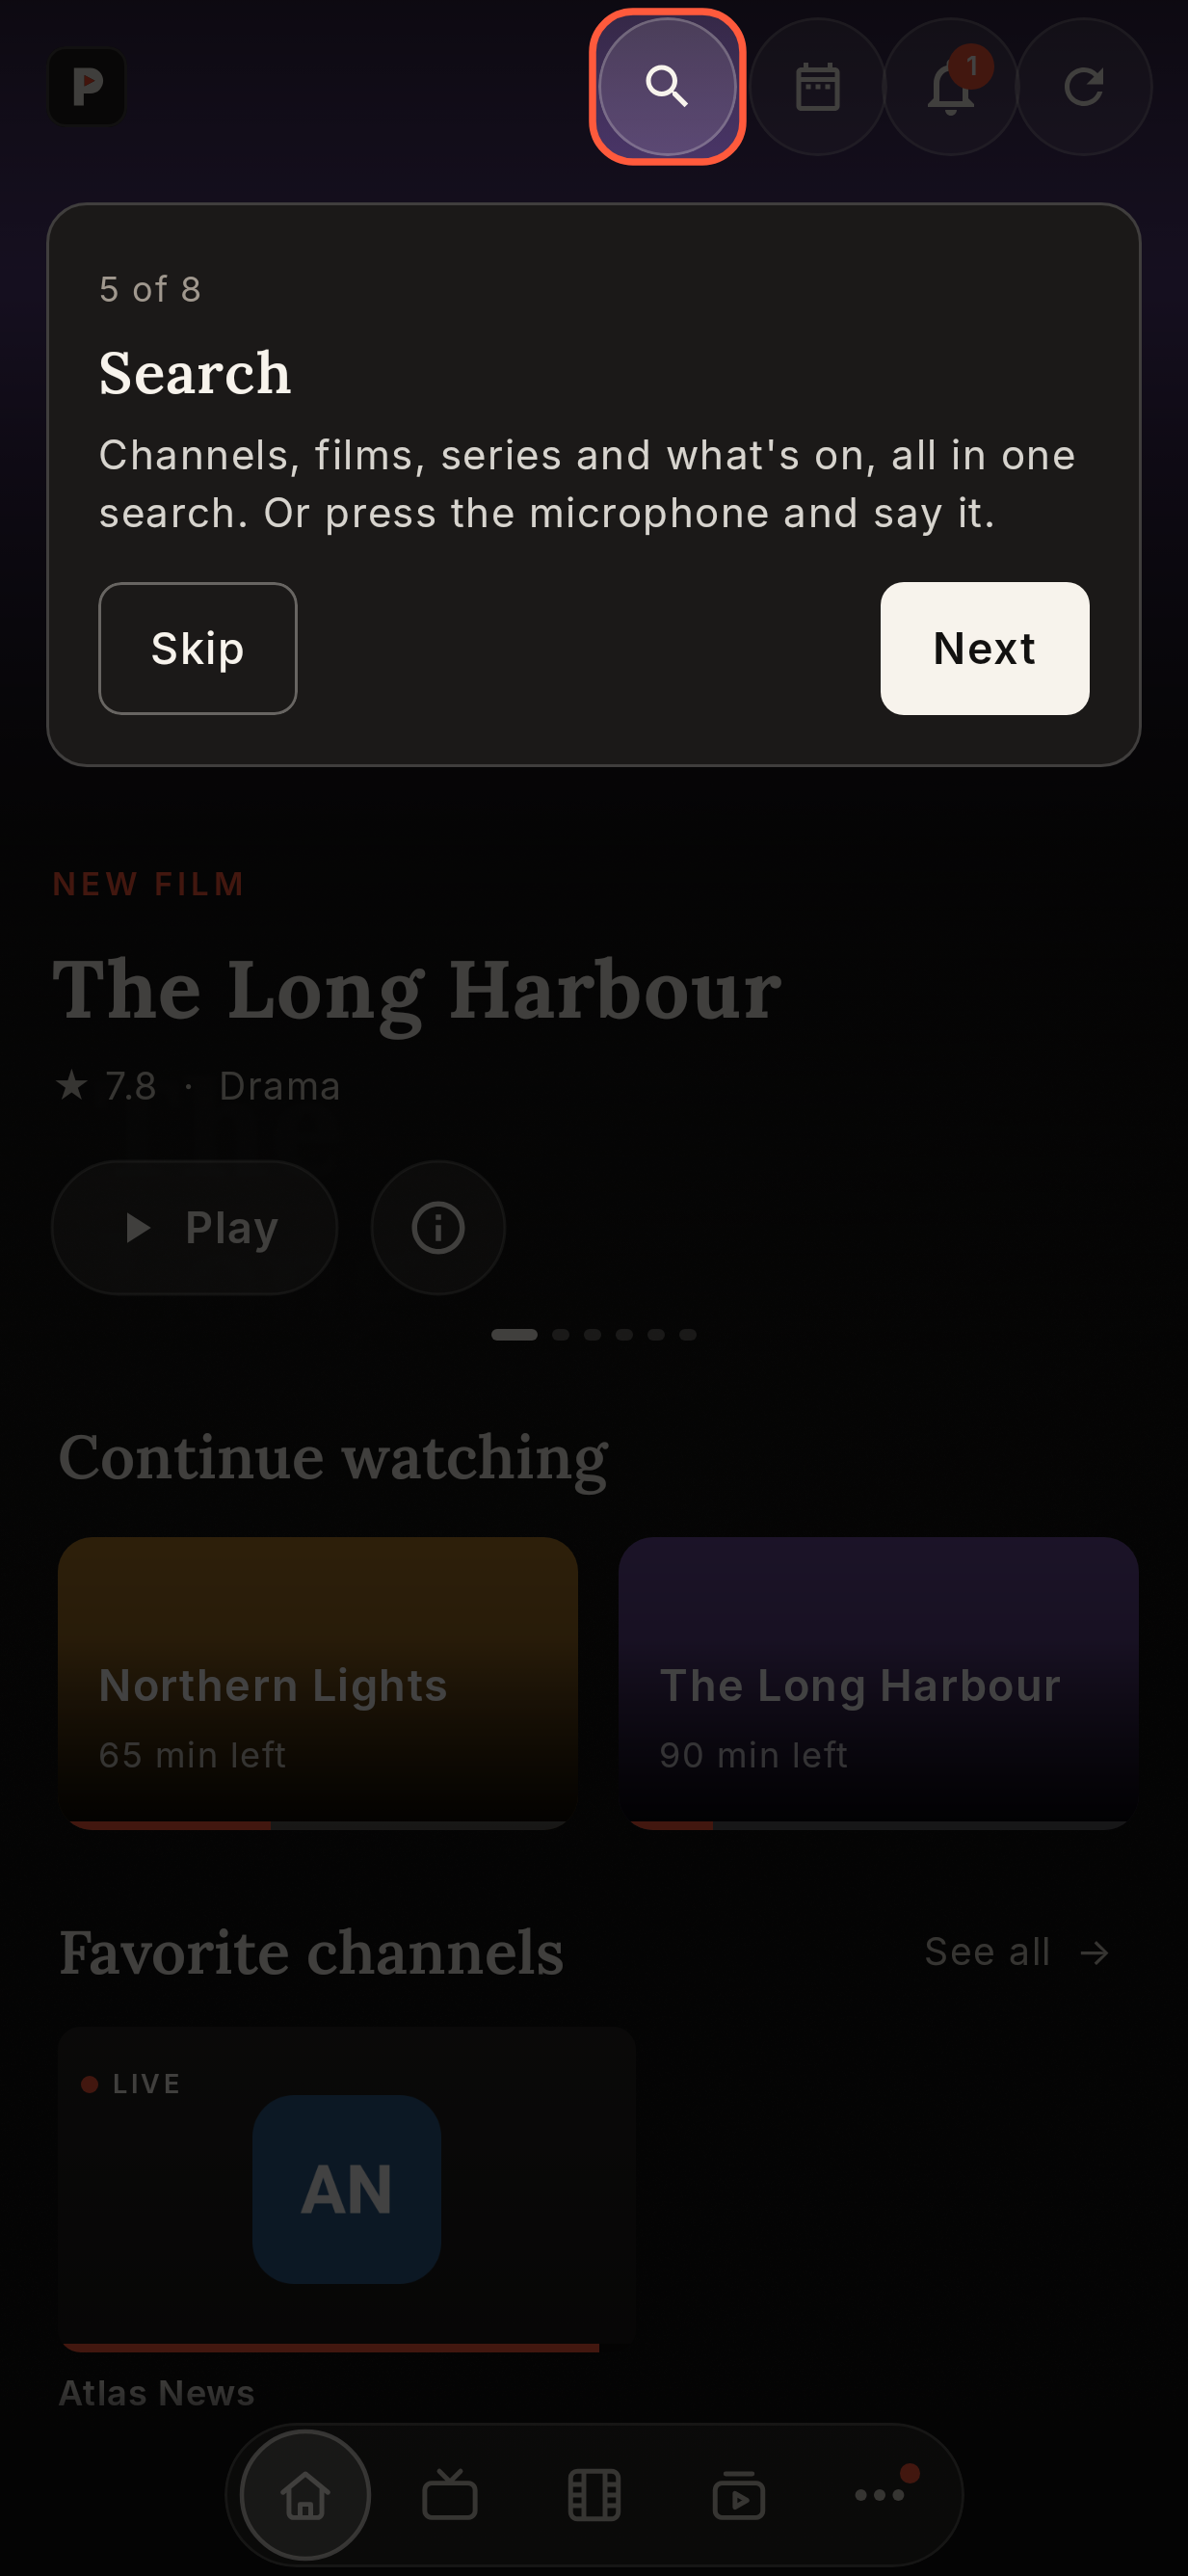 P
1
5 of 8
Search
Channels, films, series and what's on, all in one
search. Or press the microphone and say it.
Skip
Next
NEW FILM
The Long Harbour
★ 7.8 · Drama
Play
Continue watching
Northern Lights
65 min left
The Long Harbour
90 min left
Favorite channels
See all →
LIVE
AN
Atlas News